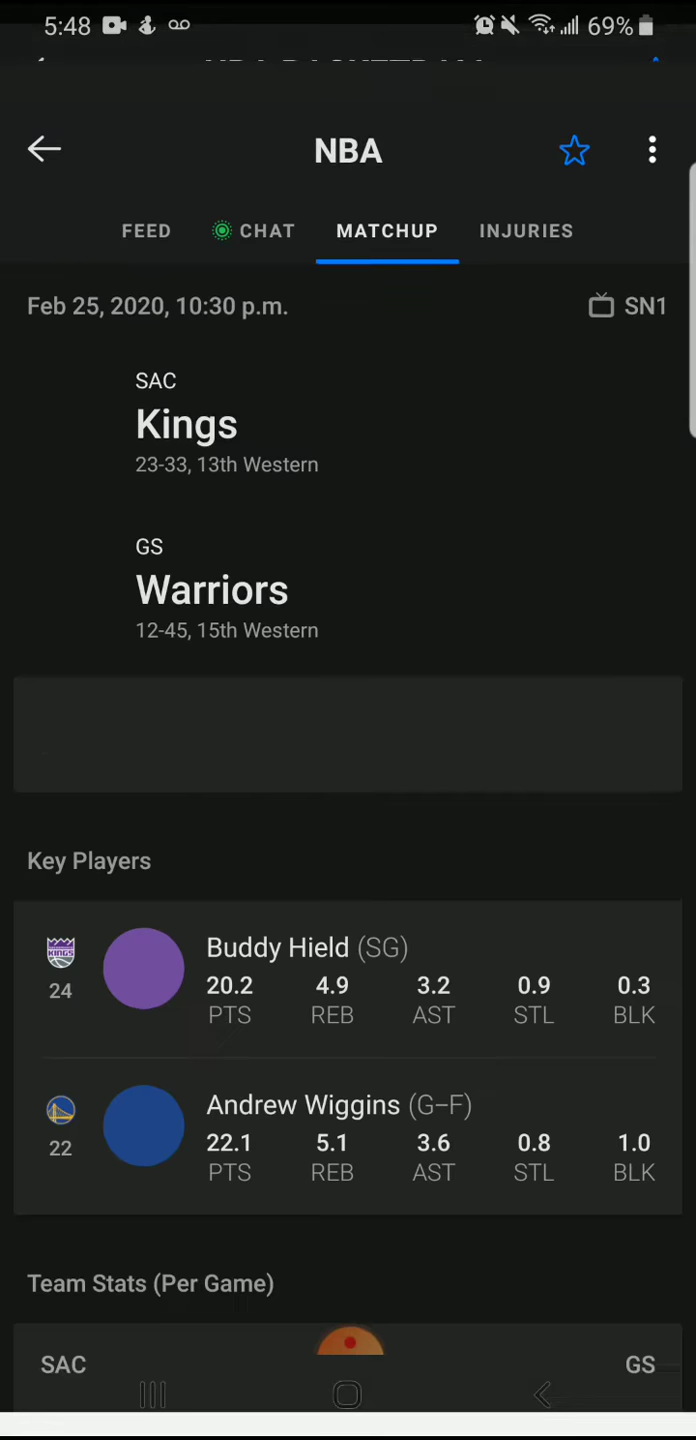 5:48
69%
NBA
FEED
CHAT
MATCHUP
INJURIES
Feb 25, 2020, 10:30 p.m.
SN1
SAC
Kings
23-33, 13th Western
GS
Warriors
12-45, 15th Western
Key Players
KINGS
24
Buddy Hield (SG)
20.2 4.9 3.2 0.9 0.3
PTS REB AST STL BLK
22
Andrew Wiggins (G–F)
22.1 5.1 3.6 0.8 1.0
PTS REB AST STL BLK
Team Stats (Per Game)
SAC
GS